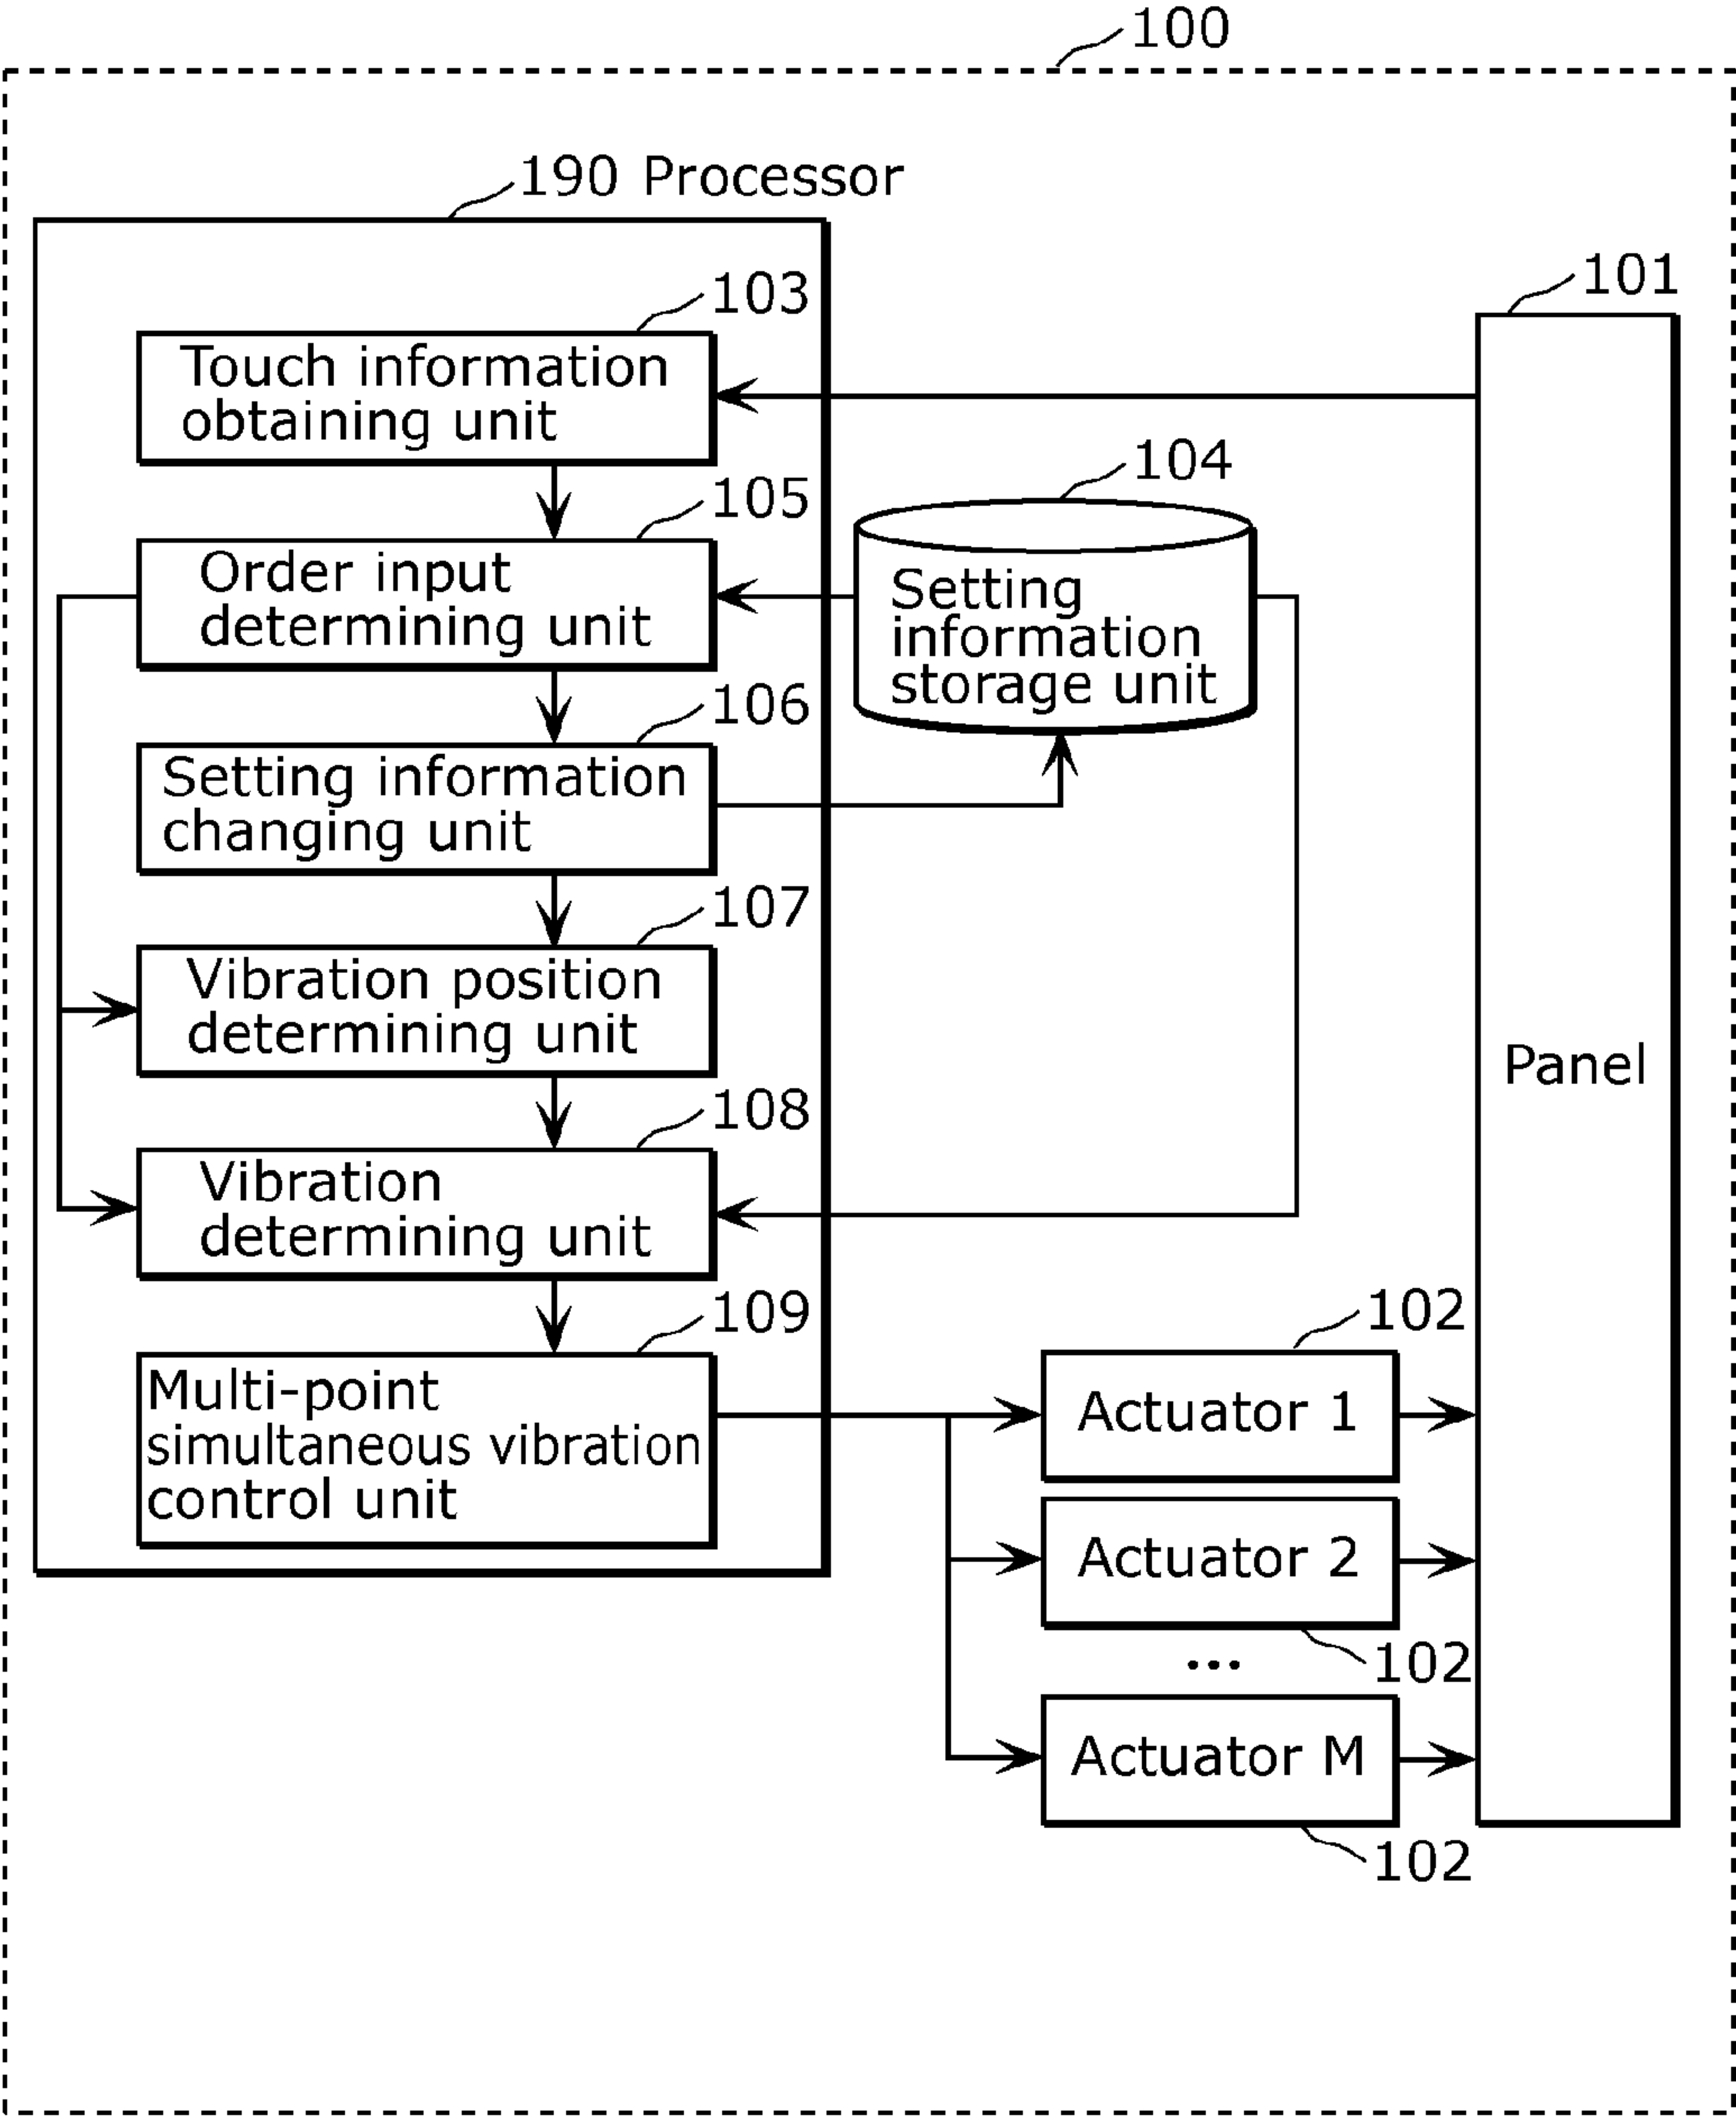 100
190 Processor
103
Touch information
obtaining unit
101
105
Order input
determining unit
104
Setting
information
storage unit
106
Setting information
changing unit
107
Vibration position
determining unit
Panel
108
Vibration
determining unit
109
Multi-point
simultaneous vibration
control unit
102
Actuator 1
Actuator 2
102
...
Actuator M
102